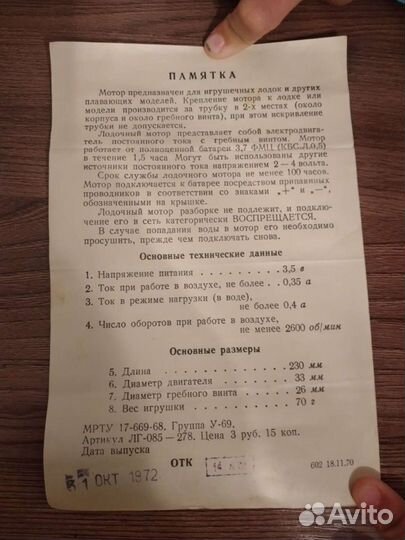 ПАМЯТКА
Мотор предназначен для игрушечных лодок и других
плавающих моделей. Крепление мотора к лодке или
модели производится за трубку в 2-х местах (около
корпуса и около гребного винта), при этом искривление
трубки не допускается.
Лодочный мотор представляет собой электродвига-
тель постоянного тока с гребным винтом. Мотор
работает от полноценной батареи 3,7 ФМЦ (КБС.Л.0,5)
в течение 1,5 часа Могут быть использованы другие
источники постоянного тока напряжением 2—4 вольта.
Срок службы лодочного мотора не менее 100 часов.
Мотор подключается к батарее посредством припаянных
проводников в соответствии со знаками „+“ и „—“,
обозначенными на крышке.
Лодочный мотор разборке не подлежит, и подклю-
чение его в сеть категорически ВОСПРЕЩАЕТСЯ.
В случае попадания воды в мотор его необходимо
просушить, прежде чем подключать снова.
Основные технические данные
1. Напряжение питания . . . . . . . . 3,5 в
2. Ток при работе в воздухе, не более . . 0,35 а
3. Ток в режиме нагрузки (в воде),
не более 0,4 а
4. Число оборотов при работе в воздухе,
не менее 2600 об/мин
Основные размеры
5. Длина . . . . . . . . . . 230 мм
6. Диаметр двигателя . . . . . . 33 мм
7. Диаметр гребного винта . . . . . 26 мм
8. Вес игрушки . . . . . . . . 70 г
МРТУ 17-669-68. Группа У-69.
Артикул ЛГ-085—278. Цена 3 руб. 15 коп.
Дата выпуска
ОТК 14
602 18.11.70
1 ОКТ 1972
Avito